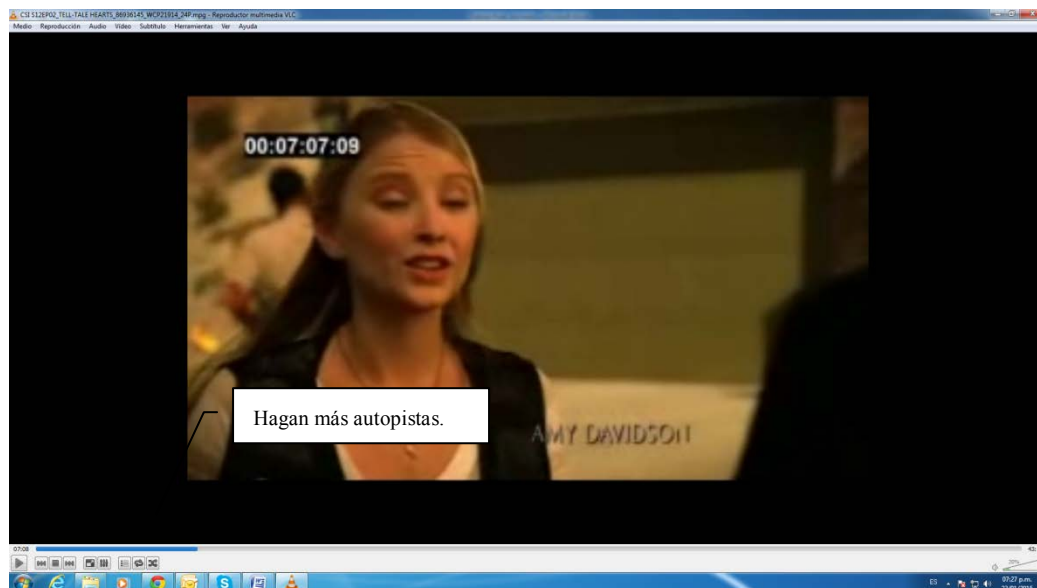 CSI S12EP02_TELL-TALE HEARTS_86936145_WCP21914_24P.mpg - Reproductor multimedia VLC
Medio Reproducción Audio Vídeo Subtítulo Herramientas Ver Ayuda
00:07:07:09
Hagan más autopistas.
AMY DAVIDSON
07:08
ES
07:27 p.m.